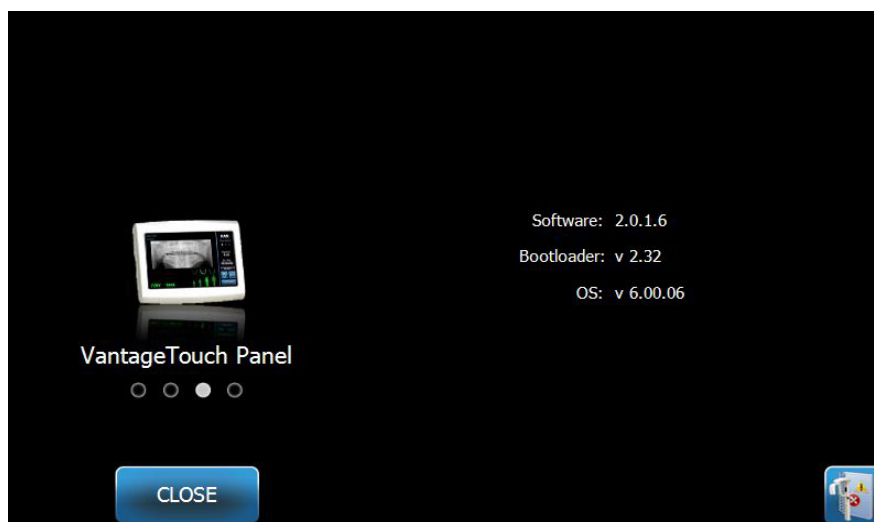 Software: 2.0.1.6
Bootloader: v 2.32
OS: v 6.00.06
VantageTouch Panel
CLOSE